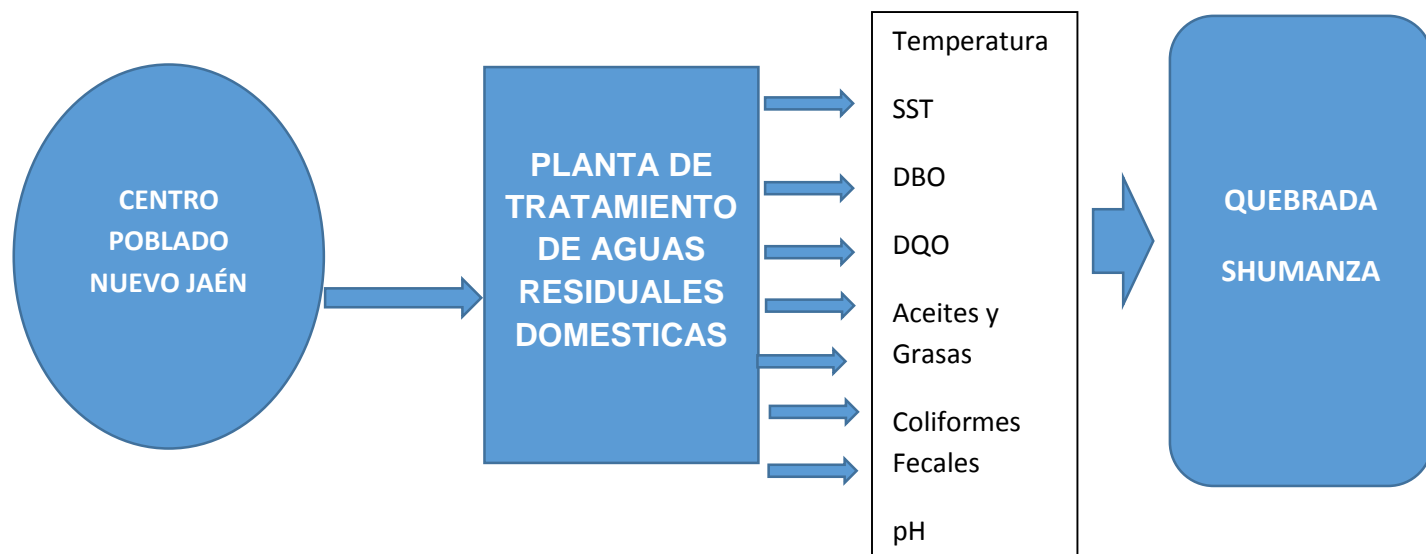 CENTRO
POBLADO
NUEVO JAÉN
PLANTA DE
TRATAMIENTO
DE AGUAS
RESIDUALES
DOMESTICAS
Temperatura
SST
DBO
DQO
Aceites y
Grasas
Coliformes
Fecales
pH
QUEBRADA
SHUMANZA